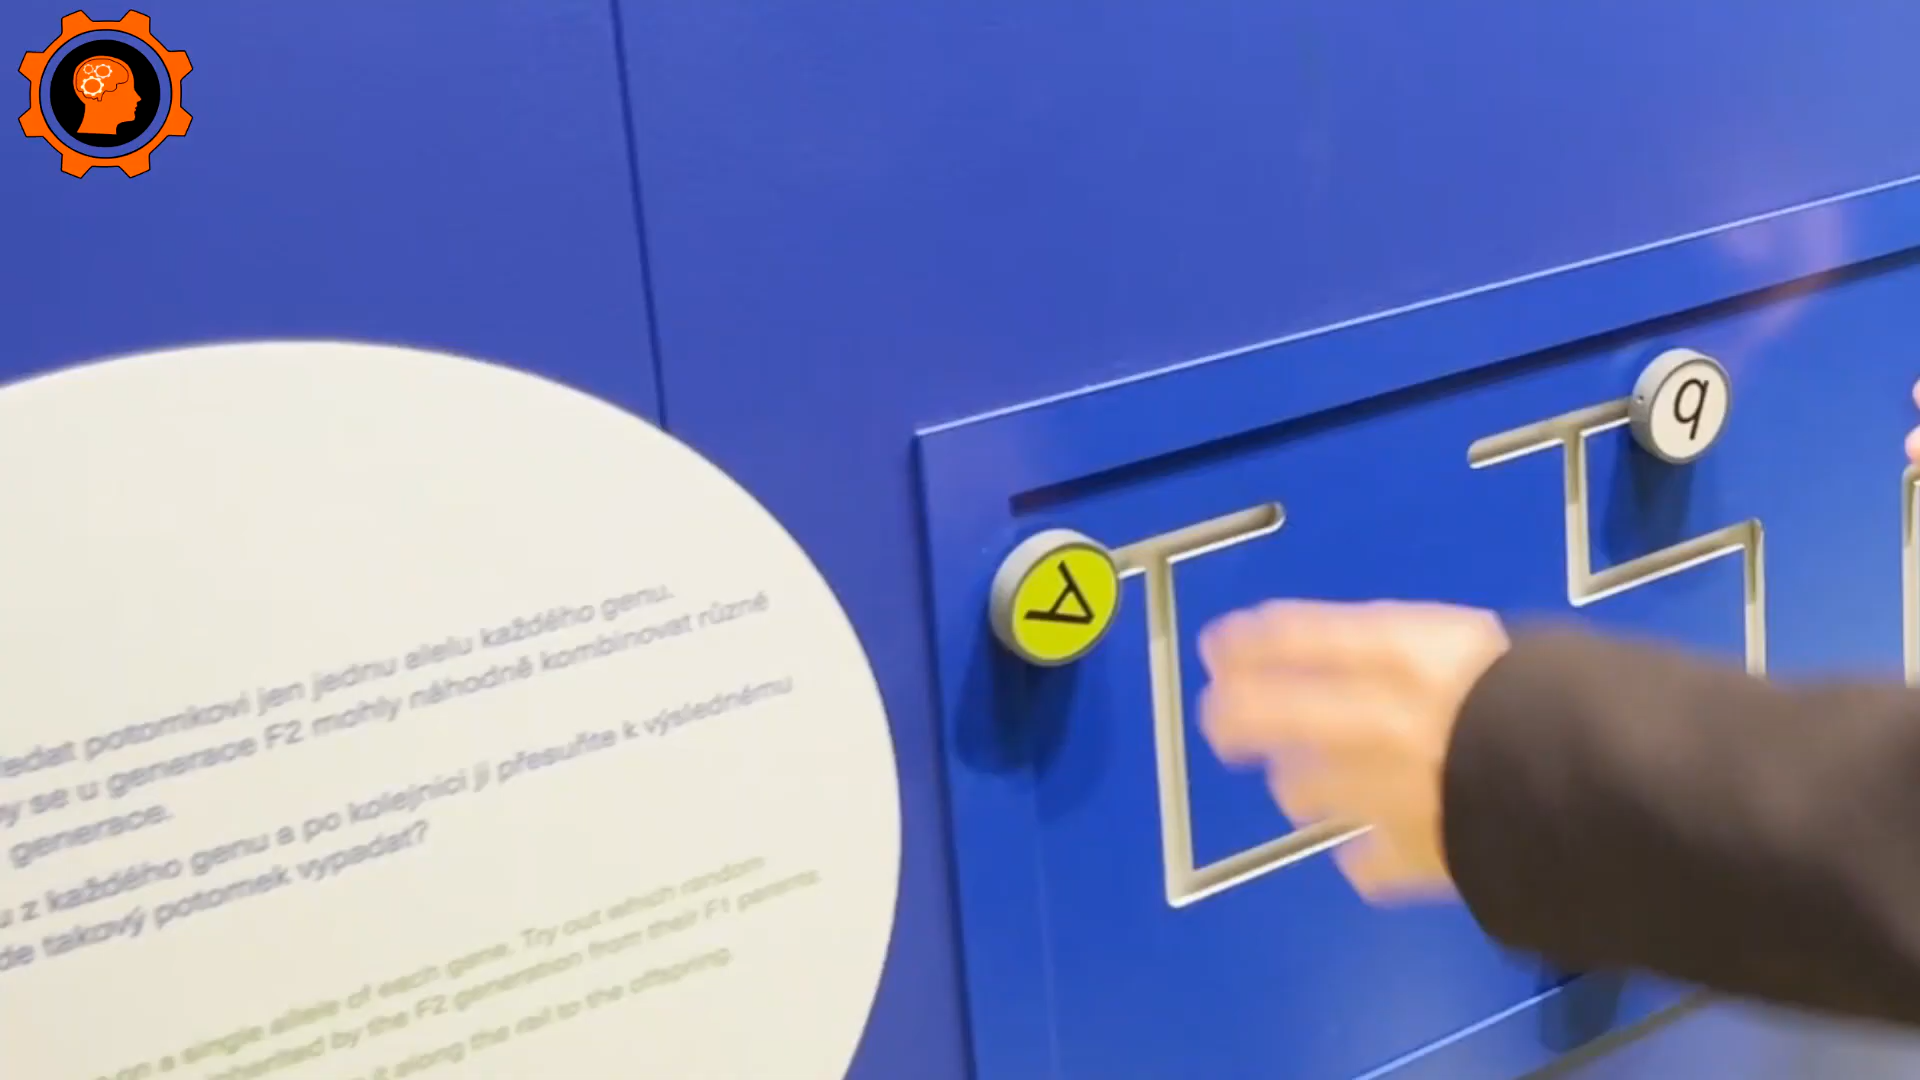 předat potomkovi jen jednu alelu každého genu.
by se u generace F2 mohly náhodně kombinovat různé
generace.
z každého genu a po kolejnici ji přesuňte k výslednému
takový potomek vypadat?
on a single allele of each gene. Try out which random
inherited by the F2 generation from their F1 parents
it along the rail to the offspring.
A
b